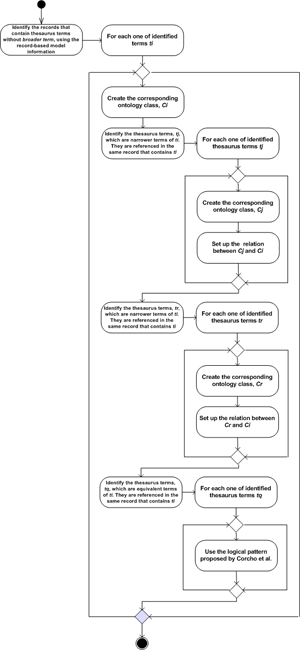 Identify the records that
contain thesaurus terms
without broader term, using the
record-based model
information
For each one of identified
terms ti
Create the corresponding
ontology class, Ci
Identify the thesaurus terms, tj,
which are narrower terms of ti.
They are referenced in the
same record that contains ti
For each one of identified
thesaurus terms tj
Create the corresponding
ontology class, Cj
Set up the relation
between Cj and Ci
Identify the thesaurus terms, tr,
which are narrower terms of ti.
They are referenced in the
same record that contains ti
For each one of identified
thesaurus terms tr
Create the corresponding
ontology class, Cr
Set up the relation between
Cr and Ci
Identify the thesaurus terms,
tq, which are equivalent terms
of ti. They are referenced in the
same record that contains ti
For each one of identified
thesaurus terms tq
Use the logical pattern
proposed by Corcho et al.